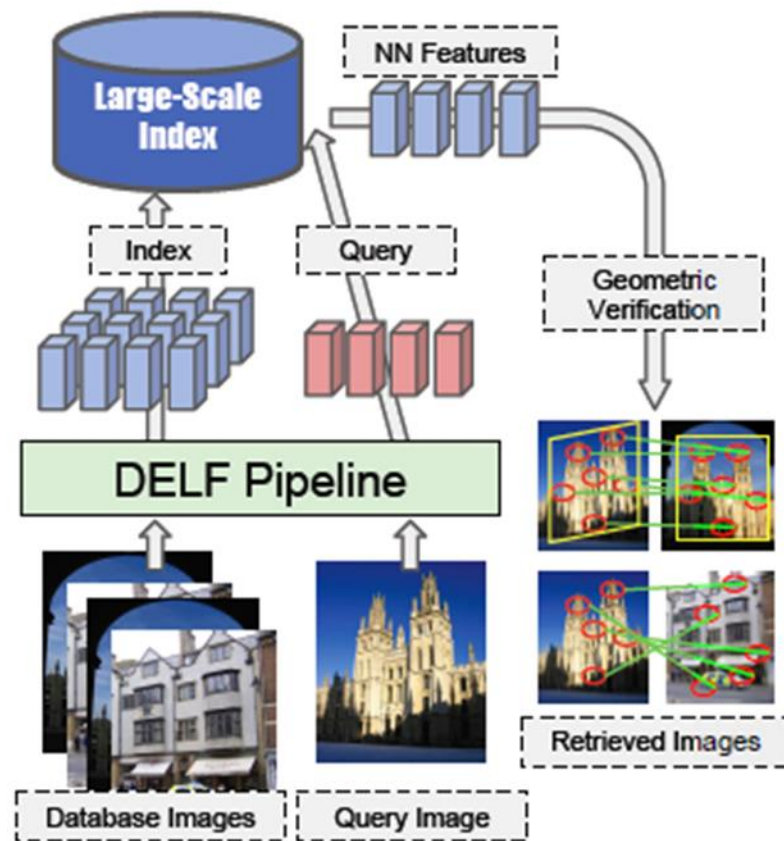 NN Features
Large-Scale
Index
Index
Query
Geometric
Verification
DELF Pipeline
Retrieved Images
Database Images
Query Image